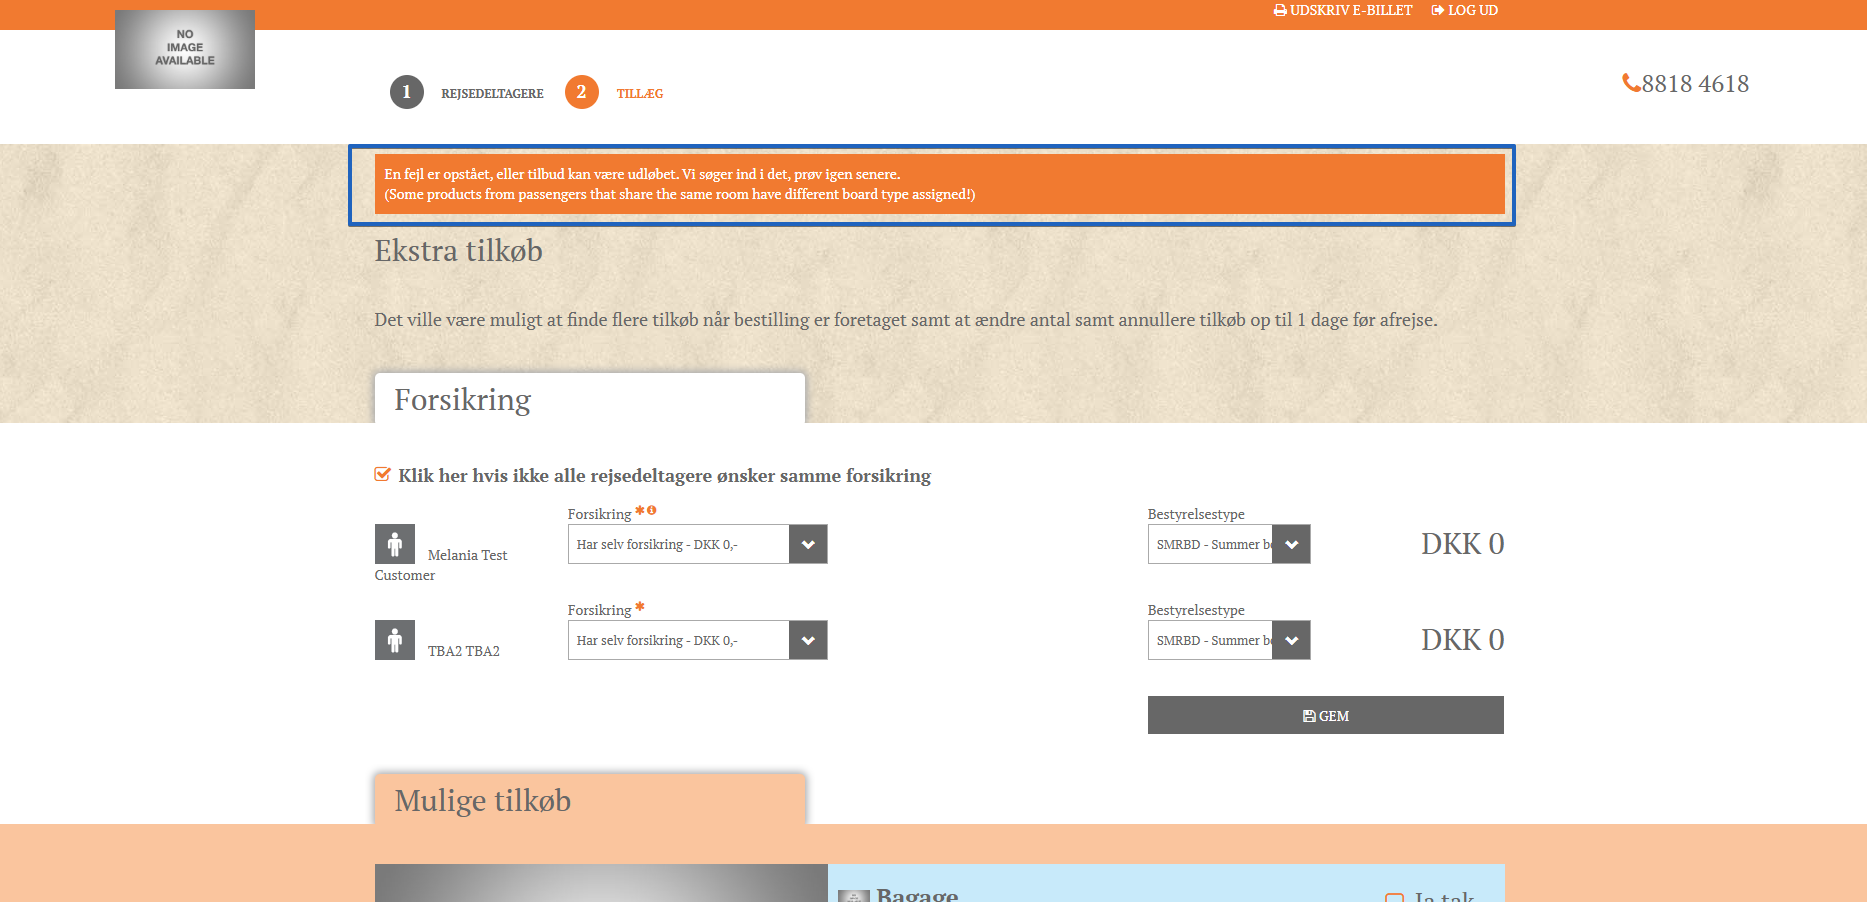 UDSKRIV E-BILLET LOG UD
NO
IMAGE
AVAILABLE
1 REJSEDELTAGERE 2 TILLÆG
8818 4618
En fejl er opstået, eller tilbud kan være udløbet. Vi søger ind i det, prøv igen senere.
(Some products from passengers that share the same room have different board type assigned!)
Ekstra tilkøb
Det ville være muligt at finde flere tilkøb når bestilling er foretaget samt at ændre antal samt annullere tilkøb op til 1 dage før afrejse.
Forsikring
Klik her hvis ikke alle rejsedeltagere ønsker samme forsikring
Forsikring * Bestyrelsestype
Melania Test
Customer
Har selv forsikring - DKK 0,- SMRBD - Summer DKK 0
Forsikring * Bestyrelsestype
TBA2 TBA2
Har selv forsikring - DKK 0,- SMRBD - Summer DKK 0
GEM
Mulige tilkøb
Bagage Ja tak